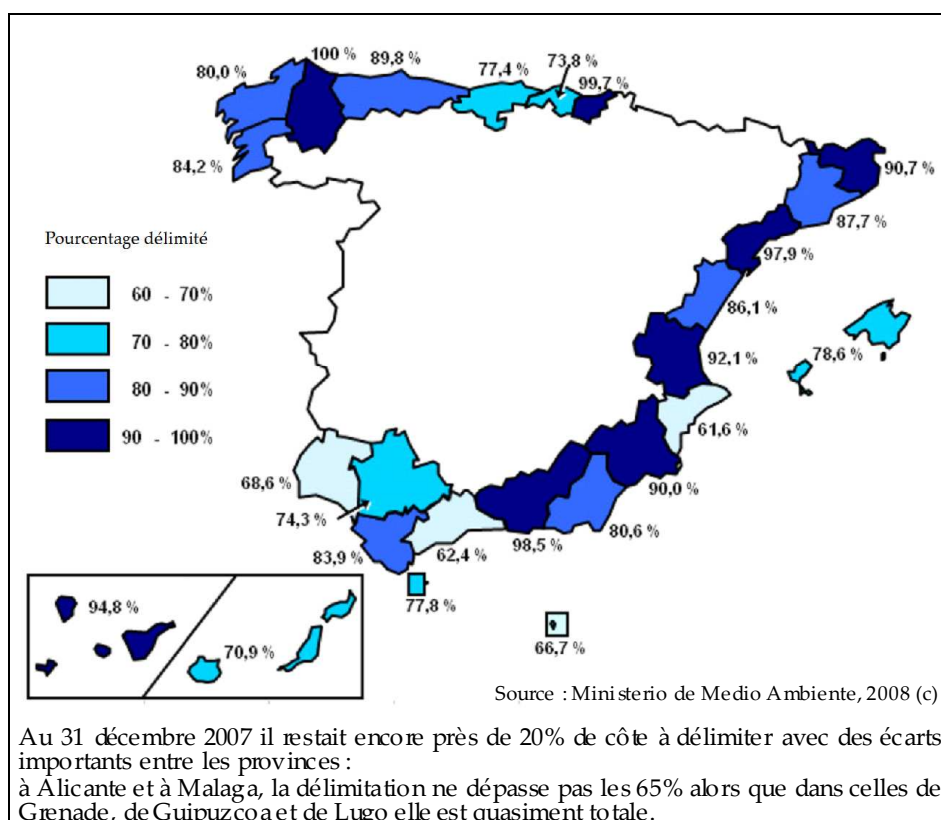 80,0 %
100 %
89,8 %
77,4 %
73,8 %
99,7 %
84,2 %
90,7 %
87,7 %
97,9 %
86,1 %
92,1 %
78,6 %
61,6 %
90,0 %
80,6 %
98,5 %
62,4 %
68,6 %
74,3 %
83,9 %
77,8 %
66,7 %
Pourcentage délimité
60 - 70%
70 - 80%
80 - 90%
90 - 100%
94,8 %
70,9 %
Source : Ministerio de Medio Ambiente, 2008 (c)
Au 31 décembre 2007 il restait encore près de 20% de côte à délimiter avec des écarts
importants entre les provinces :
à Alicante et à Malaga, la délimitation ne dépasse pas les 65% alors que dans celles de
Grenade, de Guipuzcoa et de Lugo elle est quasiment totale.